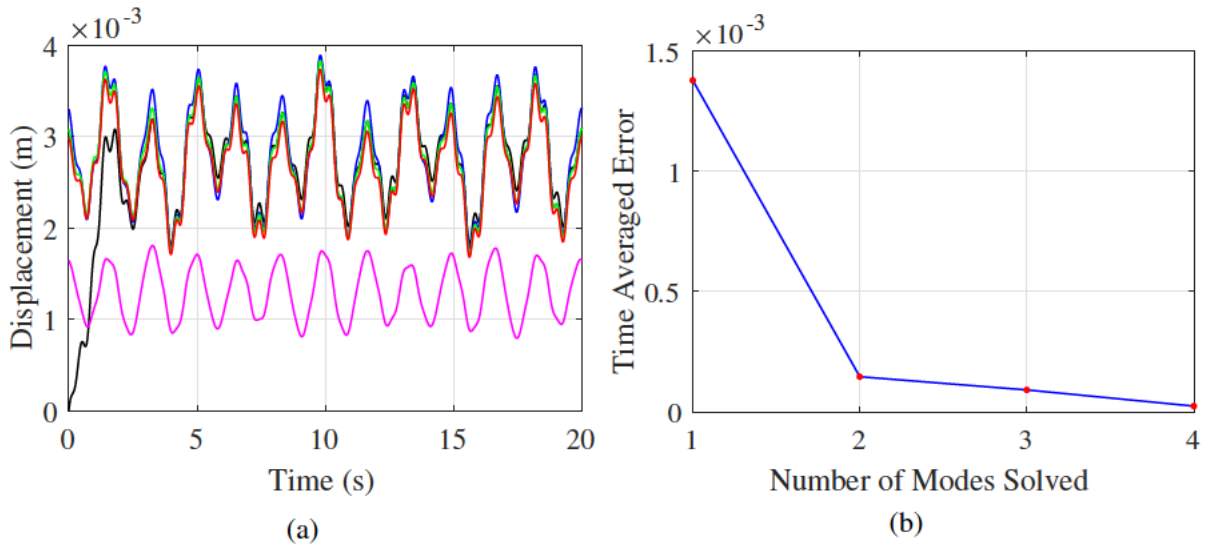 ×10⁻³
4
3
2
1
0
Displacement (m)
0 5 10 15 20
Time (s)
(a)
×10⁻³
1.5
1
0.5
0
Time Averaged Error
1 2 3 4
Number of Modes Solved
(b)